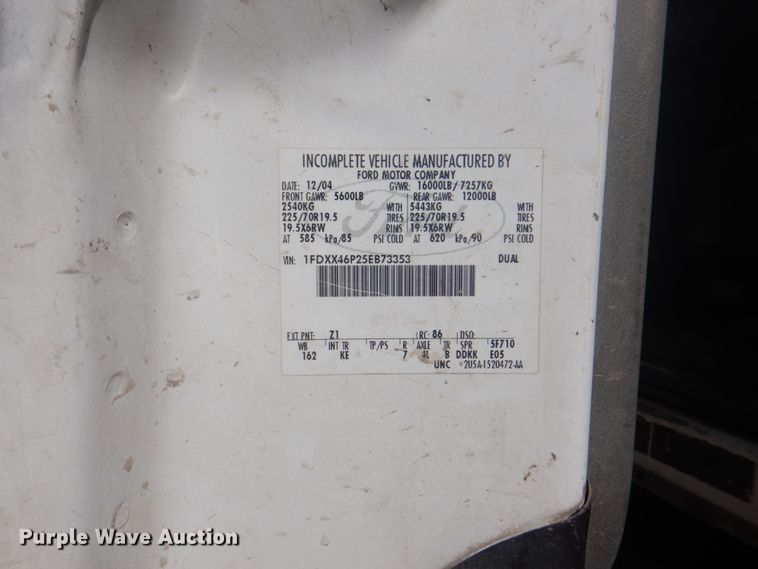 INCOMPLETE VEHICLE MANUFACTURED BY
FORD MOTOR COMPANY
DATE: 12/04 GVWR: 16000LB/ 7257KG
FRONT GAWR: 5600LB REAR GAWR: 12000LB
2540KG WITH 5443KG WITH
225/70R19.5 TIRES 225/70R19.5 TIRES
19.5X6RW RIMS 19.5X6RW RIMS
AT 585 kPa/85 PSI COLD AT 620 kPa/90 PSI COLD
VIN: 1FDXX46P25EB73353 DUAL
EXT PNT: Z1 RC: 86 DSO:
WB INT TR TP/PS R AXLE TR SPR 5F710
162 KE 7 4L B DDKK E05
UNC V2U5A-1520472-AA
Purple Wave Auction